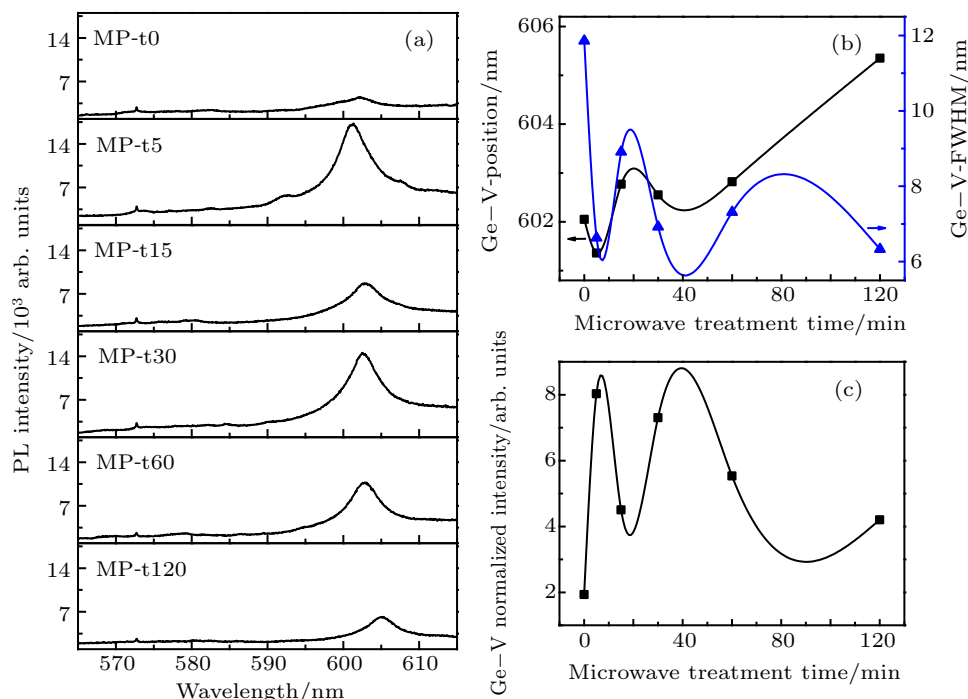 PL intensity/10³ arb. units
(a)
MP-t0
14
7
MP-t5
14
7
MP-t15
14
7
MP-t30
14
7
MP-t60
14
7
MP-t120
14
7
570 580 590 600 610
Wavelength/nm
(b)
Ge−V-position/nm
606
604
602
Ge−V-FWHM/nm
12
10
8
6
0 40 80 120
Microwave treatment time/min
(c)
Ge−V normalized intensity/arb. units
8
6
4
2
0 40 80 120
Microwave treatment time/min